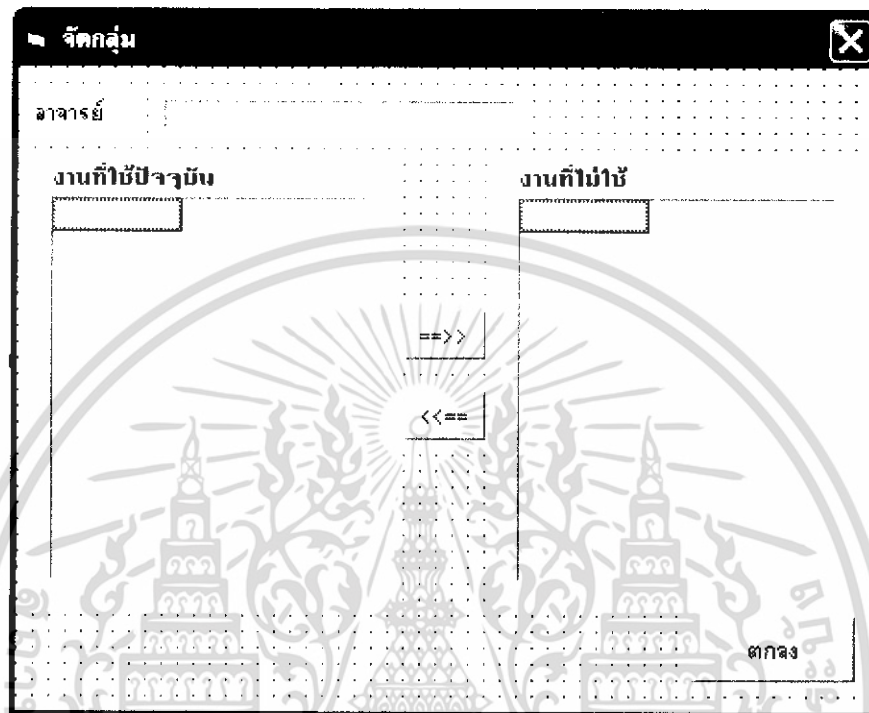 จัดกลุ่ม
อาจารย์
งานที่ใช้ปัจจุบัน
งานที่ไม่ใช้
==>>
<<==
ตกลง